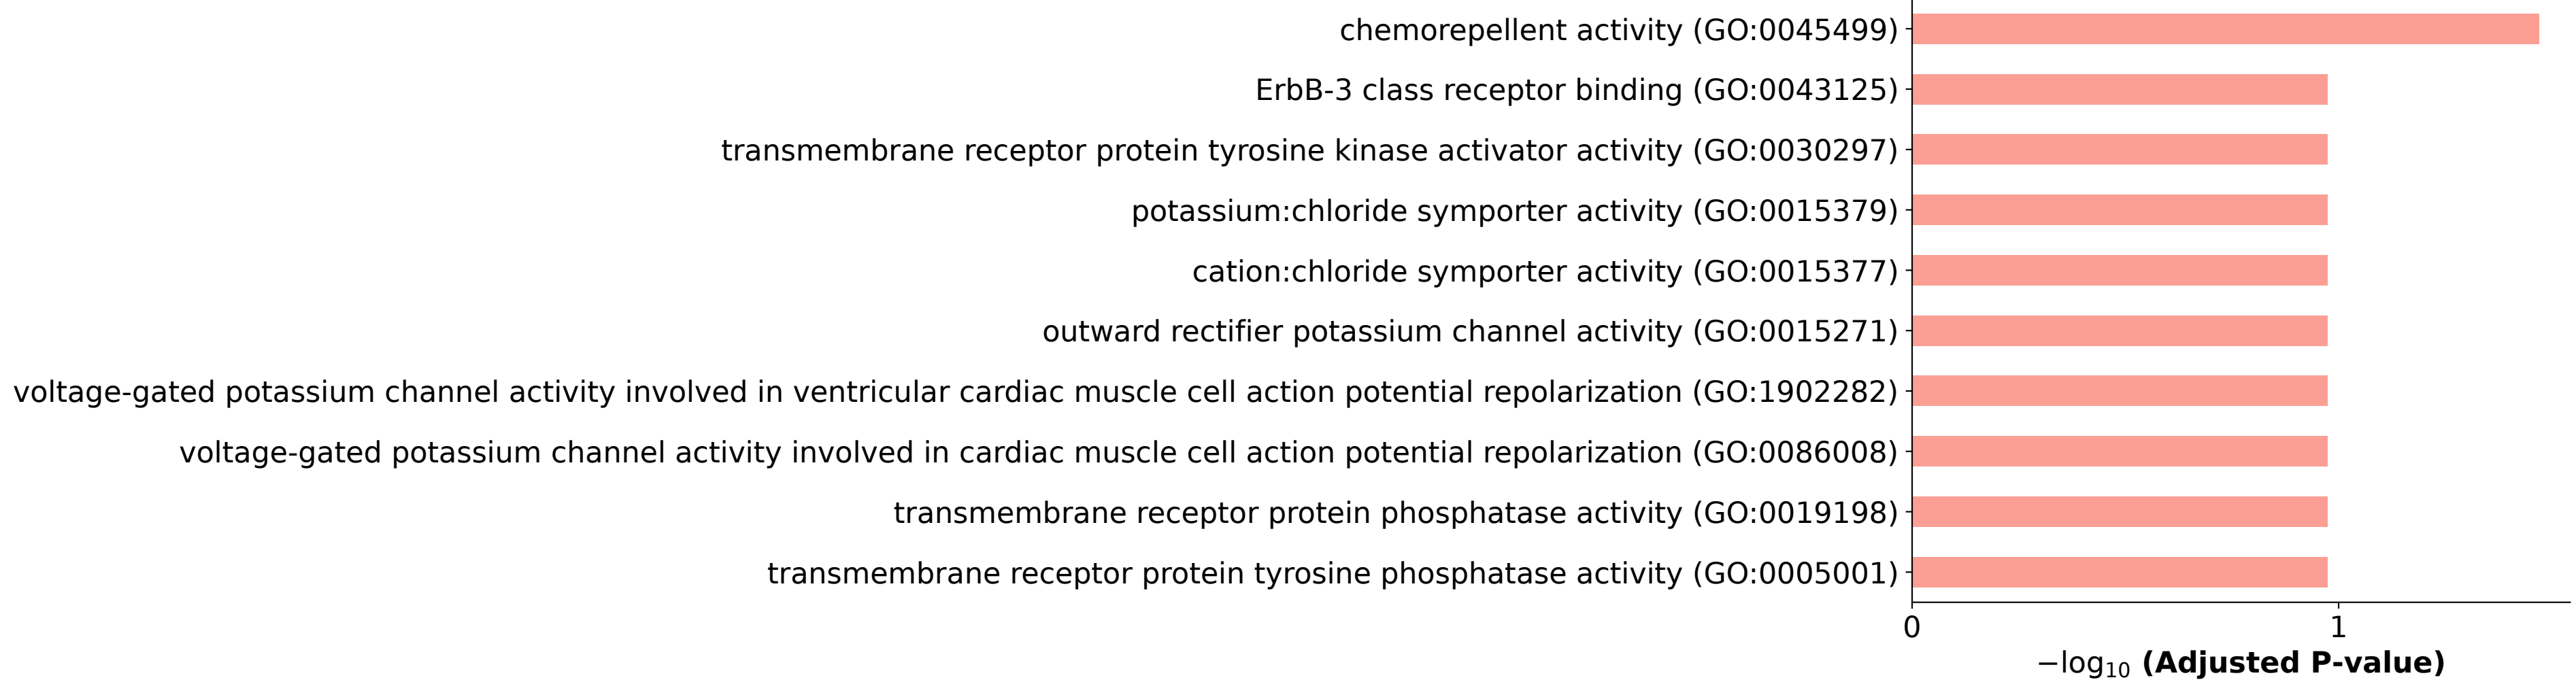 chemorepellent activity (GO:0045499)
ErbB-3 class receptor binding (GO:0043125)
transmembrane receptor protein tyrosine kinase activator activity (GO:0030297)
potassium:chloride symporter activity (GO:0015379)
cation:chloride symporter activity (GO:0015377)
outward rectifier potassium channel activity (GO:0015271)
voltage-gated potassium channel activity involved in ventricular cardiac muscle cell action potential repolarization (GO:1902282)
voltage-gated potassium channel activity involved in cardiac muscle cell action potential repolarization (GO:0086008)
transmembrane receptor protein phosphatase activity (GO:0019198)
transmembrane receptor protein tyrosine phosphatase activity (GO:0005001)
0 1
−log₁₀ (Adjusted P-value)